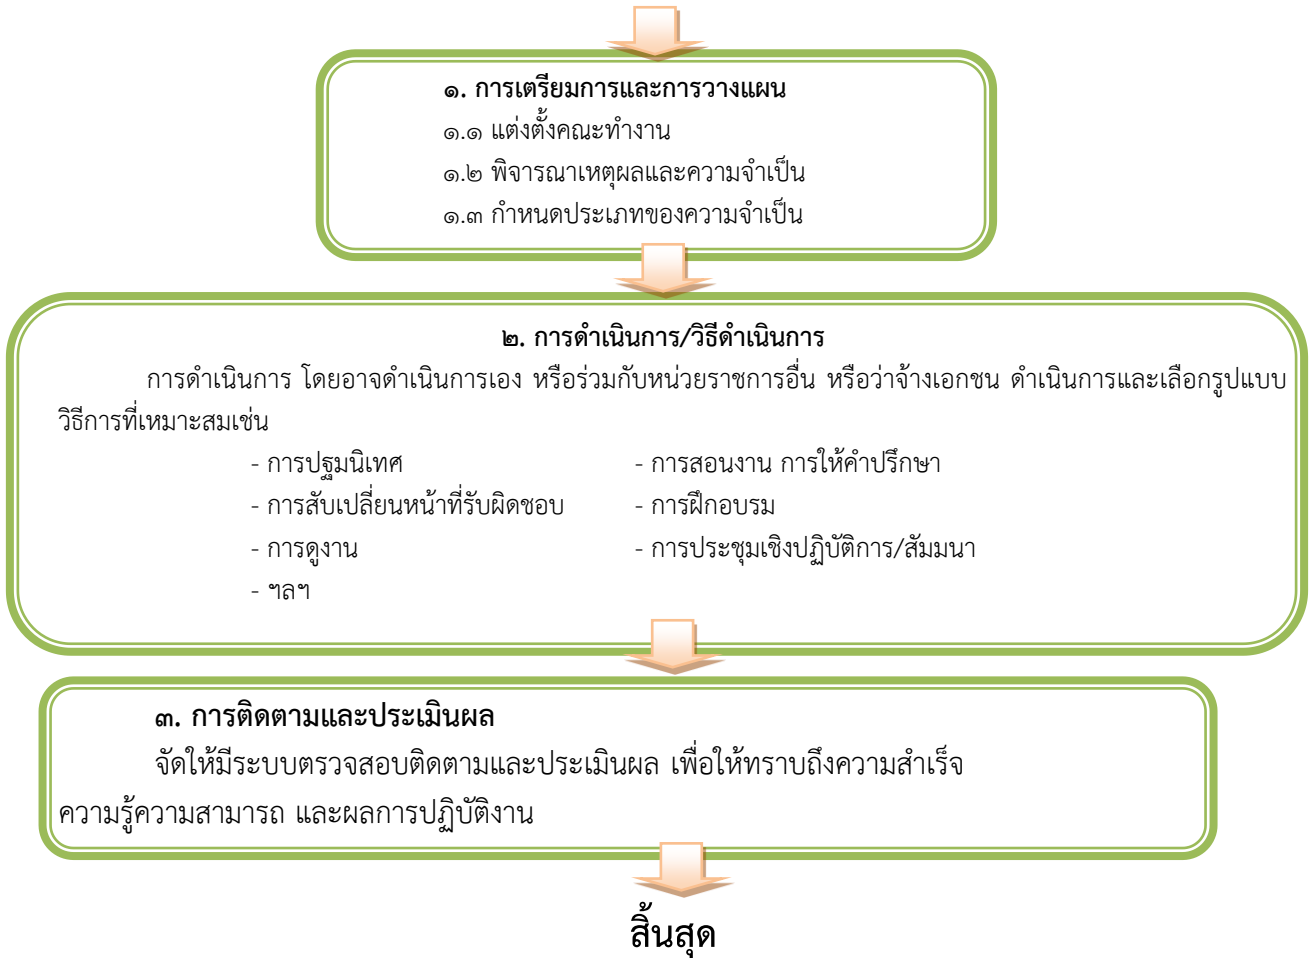 ๑. การเตรียมการและการวางแผน
๑.๑ แต่งตั้งคณะทำงาน
๑.๒ พิจารณาเหตุผลและความจำเป็น
๑.๓ กำหนดประเภทของความจำเป็น
๒. การดำเนินการ/วิธีดำเนินการ
การดำเนินการ โดยอาจดำเนินการเอง หรือร่วมกับหน่วยราชการอื่น หรือว่าจ้างเอกชน ดำเนินการและเลือกรูปแบบ
วิธีการที่เหมาะสมเช่น
- การปฐมนิเทศ - การสอนงาน การให้คำปรึกษา
- การสับเปลี่ยนหน้าที่รับผิดชอบ - การฝึกอบรม
- การดูงาน - การประชุมเชิงปฏิบัติการ/สัมมนา
- ฯลฯ
๓. การติดตามและประเมินผล
จัดให้มีระบบตรวจสอบติดตามและประเมินผล เพื่อให้ทราบถึงความสำเร็จ
ความรู้ความสามารถ และผลการปฏิบัติงาน
สิ้นสุด